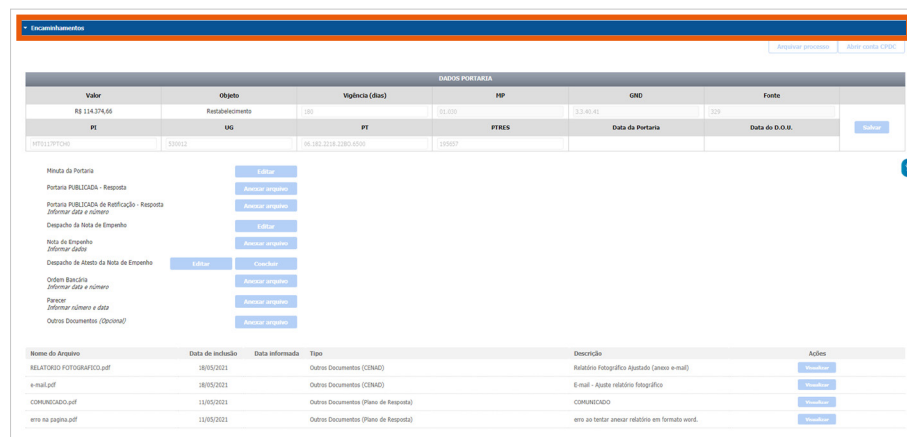 Encaminhamentos
Arquivar processo Abrir conta CPDC
DADOS PORTARIA
Valor Objeto Vigência (dias) MP GND Fonte
R$ 114.374,66 Restabelecimento 180 01.030 3.3.40.41 329
PI UG PT PTRES Data da Portaria Data do D.O.U. Salvar
530012 06.182.2218.22BO.6500 195657
Minuta da Portaria Editar
Portaria PUBLICADA - Resposta Anexar arquivo
Portaria PUBLICADA de Retificação - Resposta Anexar arquivo
Informar data e número
Despacho da Nota de Empenho Editar
Nota de Empenho Anexar arquivo
Informar dados
Despacho de Atesto da Nota de Empenho Editar Concluir
Ordem Bancária Anexar arquivo
Informar data e número
Parecer Anexar arquivo
Informar número e data
Outros Documentos (Opcional) Anexar arquivo
Nome do Arquivo Data de inclusão Data informada Tipo Descrição Ações
RELATORIO FOTOGRAFICO.pdf 18/05/2021 Outros Documentos (CENAD) Relatório Fotográfico Ajustado (anexo e-mail) Visualizar
e-mail.pdf 18/05/2021 Outros Documentos (CENAD) E-mail - Ajuste relatório fotográfico Visualizar
COMUNICADO.pdf 11/05/2021 Outros Documentos (Plano de Resposta) COMUNICADO Visualizar
erro na pagina.pdf 11/05/2021 Outros Documentos (Plano de Resposta) erro ao tentar anexar relatório em formato word. Visualizar